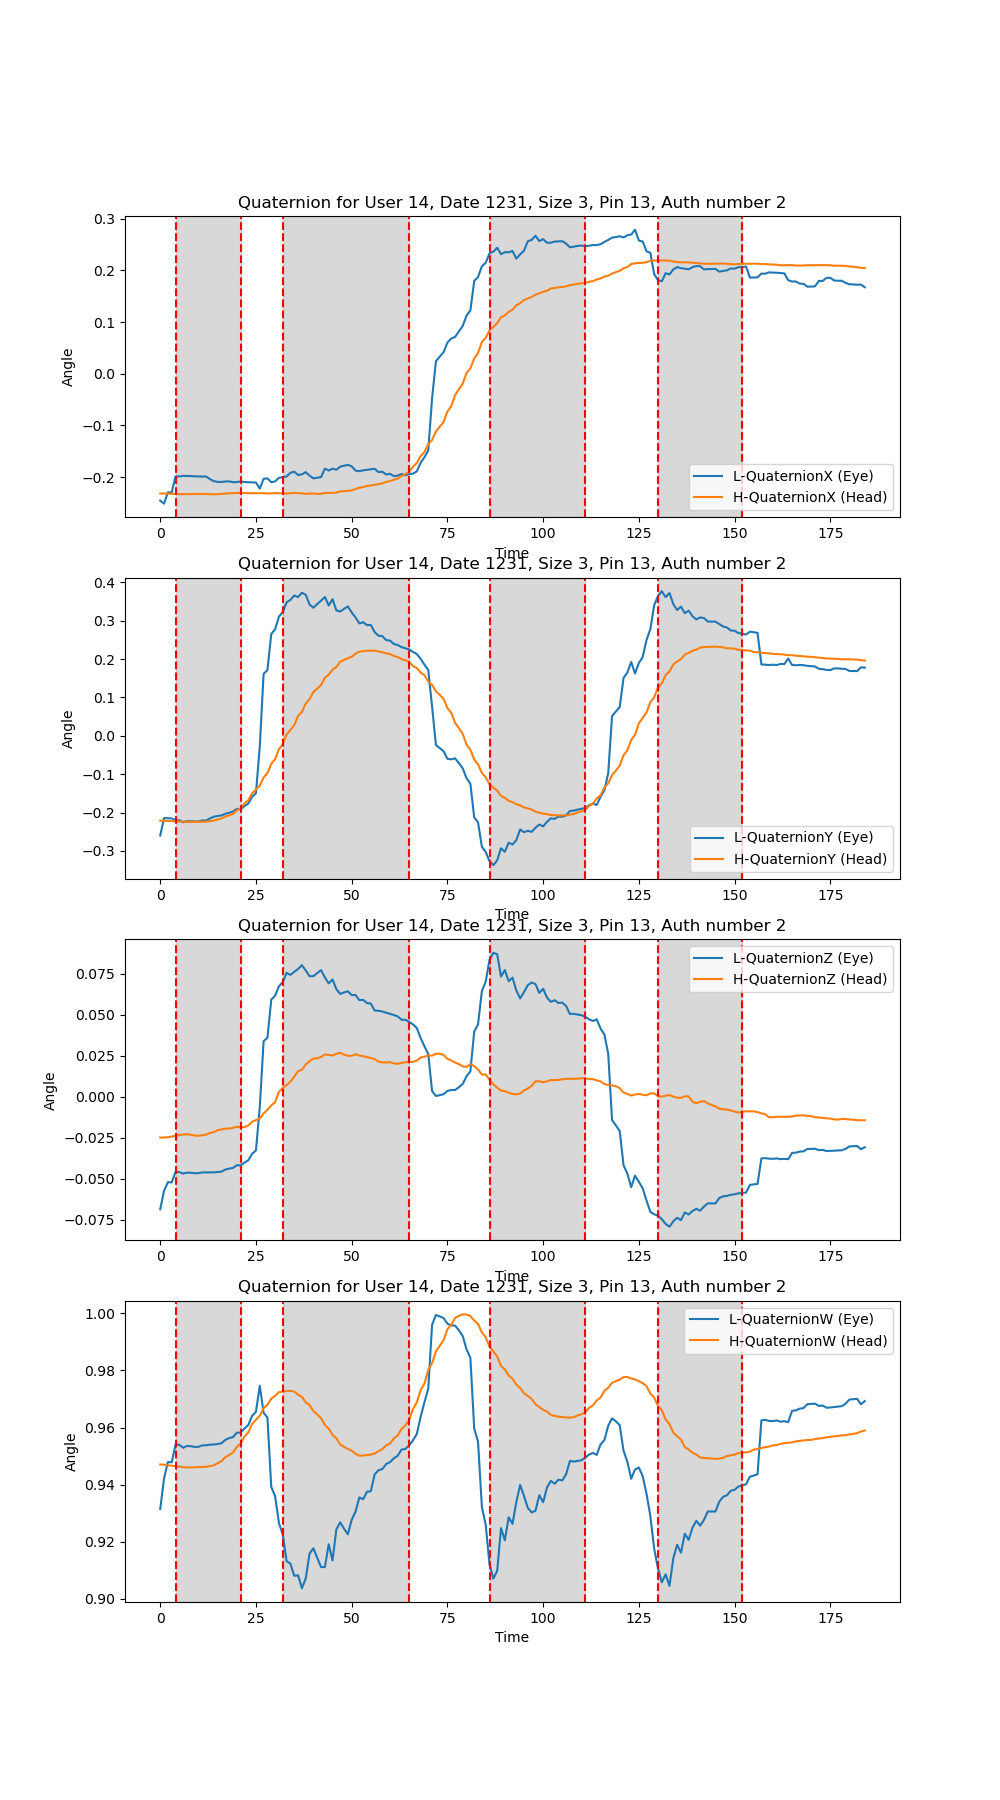 Quaternion for User 14, Date 1231, Size 3, Pin 13, Auth number 2
0.3
0.2
0.1
0.0
−0.1
−0.2
Angle
L-QuaternionX (Eye)
H-QuaternionX (Head)
0 25 50 75 100 125 150 175
Time
Quaternion for User 14, Date 1231, Size 3, Pin 13, Auth number 2
0.4
0.3
0.2
0.1
0.0
−0.1
−0.2
−0.3
Angle
L-QuaternionY (Eye)
H-QuaternionY (Head)
0 25 50 75 100 125 150 175
Time
Quaternion for User 14, Date 1231, Size 3, Pin 13, Auth number 2
L-QuaternionZ (Eye)
H-QuaternionZ (Head)
0.075
0.050
0.025
0.000
−0.025
−0.050
−0.075
Angle
0 25 50 75 100 125 150 175
Time
Quaternion for User 14, Date 1231, Size 3, Pin 13, Auth number 2
L-QuaternionW (Eye)
H-QuaternionW (Head)
1.00
0.98
0.96
0.94
0.92
0.90
Angle
0 25 50 75 100 125 150 175
Time